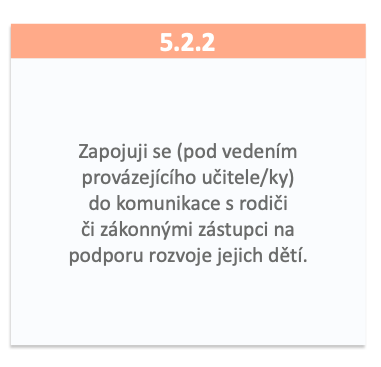 5.2.2
Zapojuji se (pod vedením
provázejícího učitele/ky)
do komunikace s rodiči
či zákonnými zástupci na
podporu rozvoje jejich dětí.